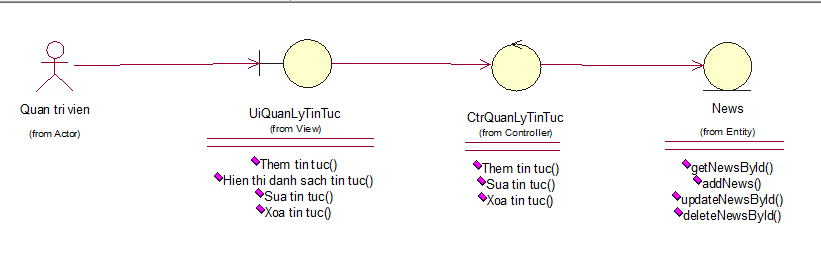 Quan tri vien
(from Actor)
UiQuanLyTinTuc
(from View)
Them tin tuc()
Hien thi danh sach tin tuc()
Sua tin tuc()
Xoa tin tuc()
CtrQuanLyTinTuc
(from Controller)
Them tin tuc()
Sua tin tuc()
Xoa tin tuc()
News
(from Entity)
getNewsById()
addNews()
updateNewsById()
deleteNewsById()